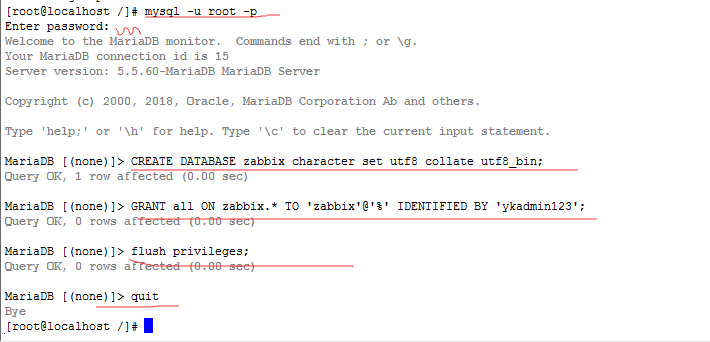 [root@localhost /]# mysql -u root -p
Enter password:
Welcome to the MariaDB monitor.  Commands end with ; or \g.
Your MariaDB connection id is 15
Server version: 5.5.60-MariaDB MariaDB Server
Copyright (c) 2000, 2018, Oracle, MariaDB Corporation Ab and others.
Type 'help;' or '\h' for help. Type '\c' to clear the current input statement.
MariaDB [(none)]> CREATE DATABASE zabbix character set utf8 collate utf8_bin;
Query OK, 1 row affected (0.00 sec)
MariaDB [(none)]> GRANT all ON zabbix.* TO 'zabbix'@'%' IDENTIFIED BY 'ykadmin123';
Query OK, 0 rows affected (0.00 sec)
MariaDB [(none)]> flush privileges;
Query OK, 0 rows affected (0.00 sec)
MariaDB [(none)]> quit
Bye
[root@localhost /]#